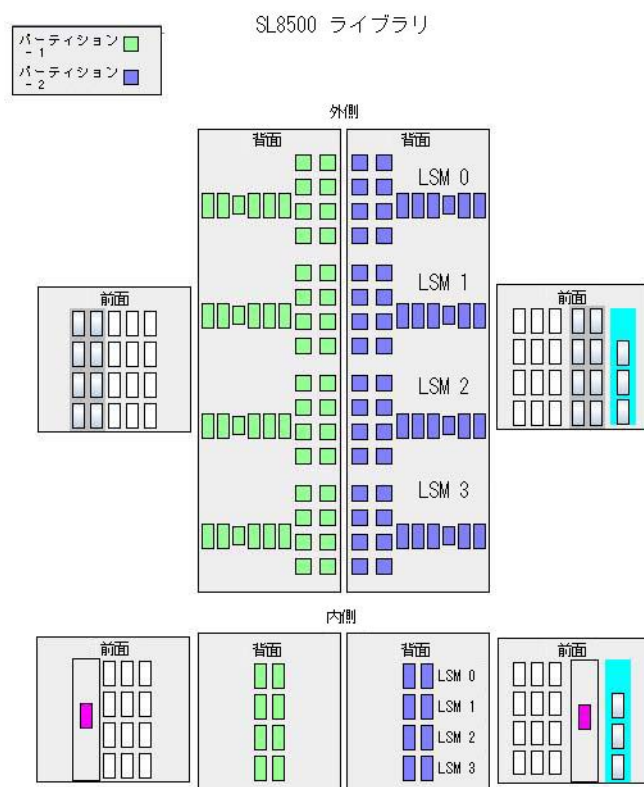 SL8500 ライブラリ
パーティション
- 1
パーティション
- 2
外側
背面
背面
LSM 0
LSM 1
前面
前面
LSM 2
LSM 3
内側
前面
背面
背面
前面
LSM 0
LSM 1
LSM 2
LSM 3